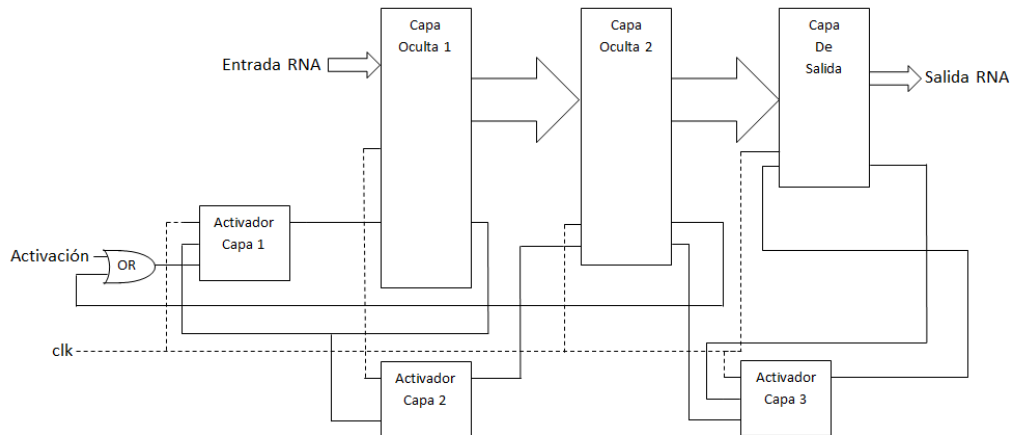 Capa
Oculta 1
Capa
Oculta 2
Capa
De
Salida
Entrada RNA
Salida RNA
Activador
Capa 1
Activación
OR
clk
Activador
Capa 2
Activador
Capa 3